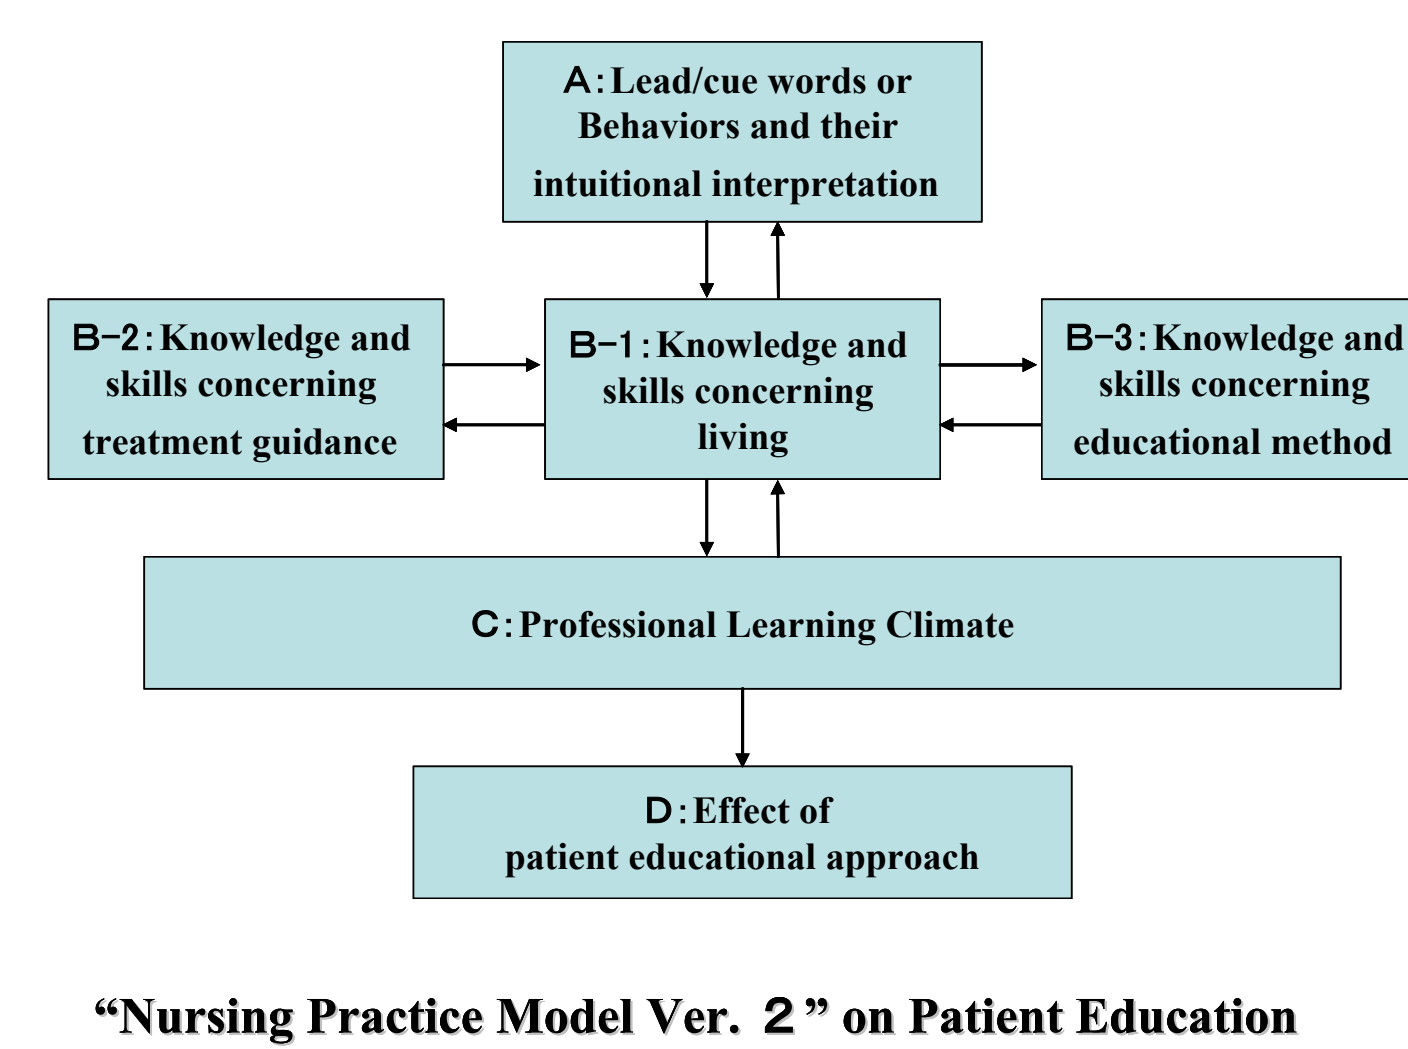 A:Lead/cue words or
Behaviors and their
intuitional interpretation
B-2:Knowledge and
skills concerning
treatment guidance
B-1:Knowledge and
skills concerning
living
B-3:Knowledge and
skills concerning
educational method
C:Professional Learning Climate
D:Effect of
patient educational approach
“Nursing Practice Model Ver. 2” on Patient Education